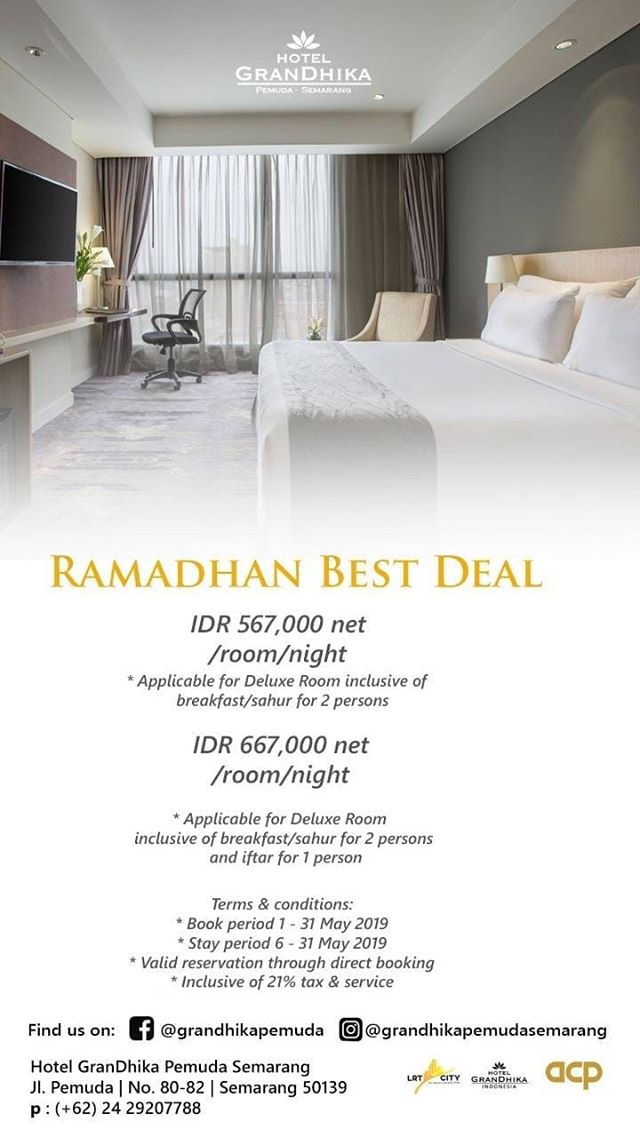 HOTEL
GRANDHIKA
PEMUDA - SEMARANG
RAMADHAN BEST DEAL
IDR 567,000 net
/room/night
* Applicable for Deluxe Room inclusive of
breakfast/sahur for 2 persons
IDR 667,000 net
/room/night
* Applicable for Deluxe Room
inclusive of breakfast/sahur for 2 persons
and iftar for 1 person
Terms & conditions:
* Book period 1 - 31 May 2019
* Stay period 6 - 31 May 2019
* Valid reservation through direct booking
* Inclusive of 21% tax & service
Find us on: @grandhikapemuda @grandhikapemudasemarang
Hotel GranDhika Pemuda Semarang
Jl. Pemuda | No. 80-82 | Semarang 50139
p : (+62) 24 29207788
LRT CITY
HOTEL
GRANDHIKA
INDONESIA
acp